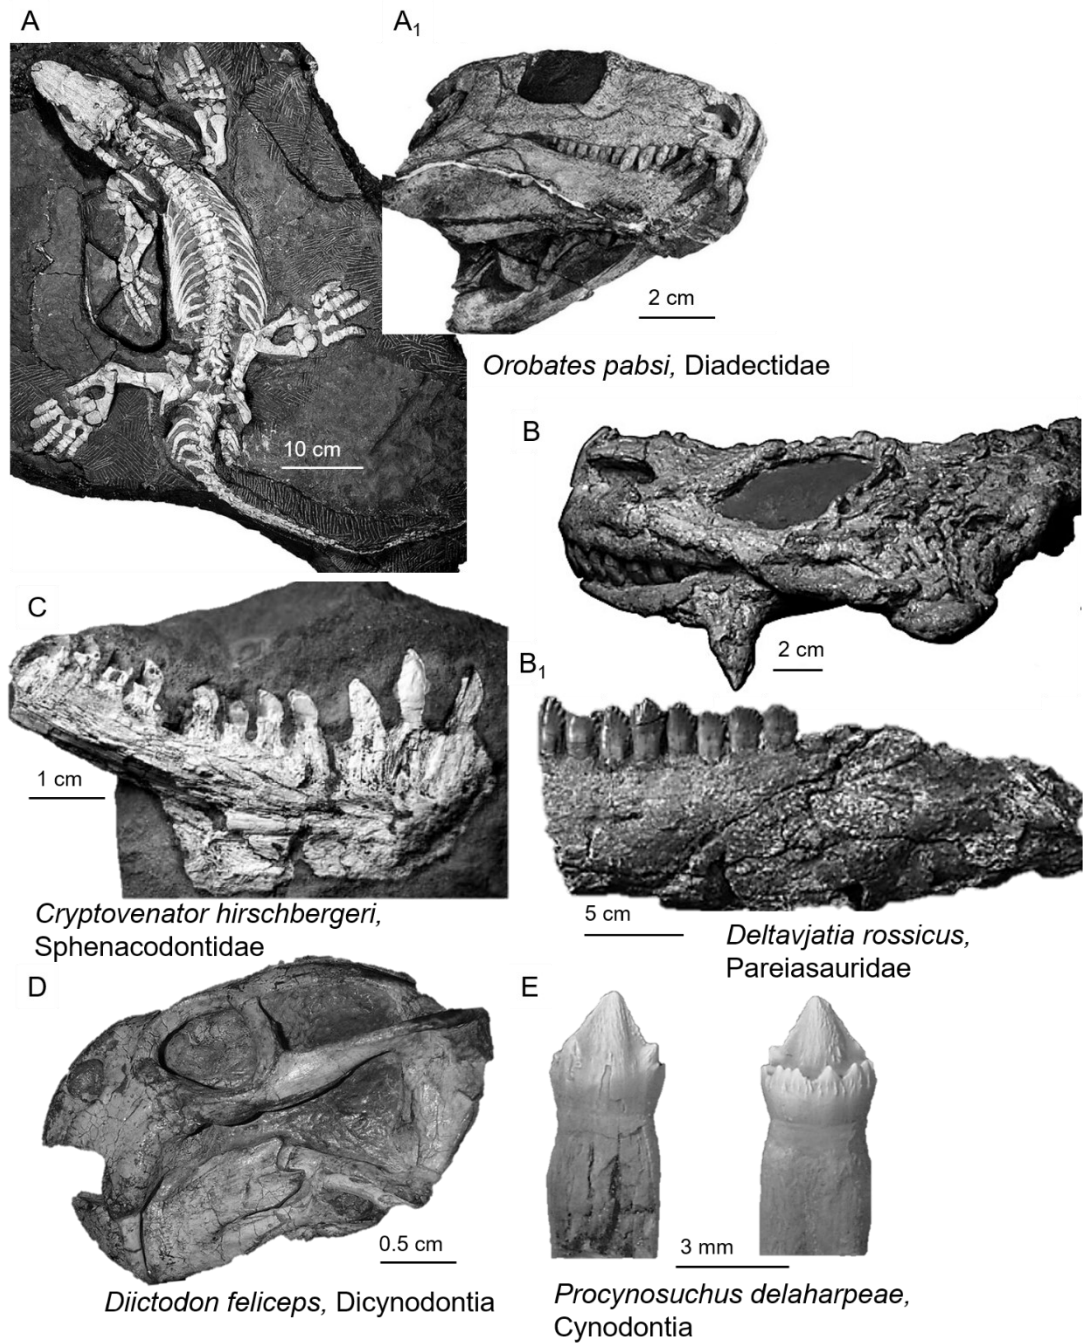 A
A1
2 cm
Orobates pabsi, Diadectidae
10 cm
B
2 cm
C
1 cm
Cryptovenator hirschbergeri,
Sphenacodontidae
B1
5 cm
Deltavjatia rossicus,
Pareiasauridae
D
0.5 cm
Diictodon feliceps, Dicynodontia
E
3 mm
Procynosuchus delaharpeae,
Cynodontia